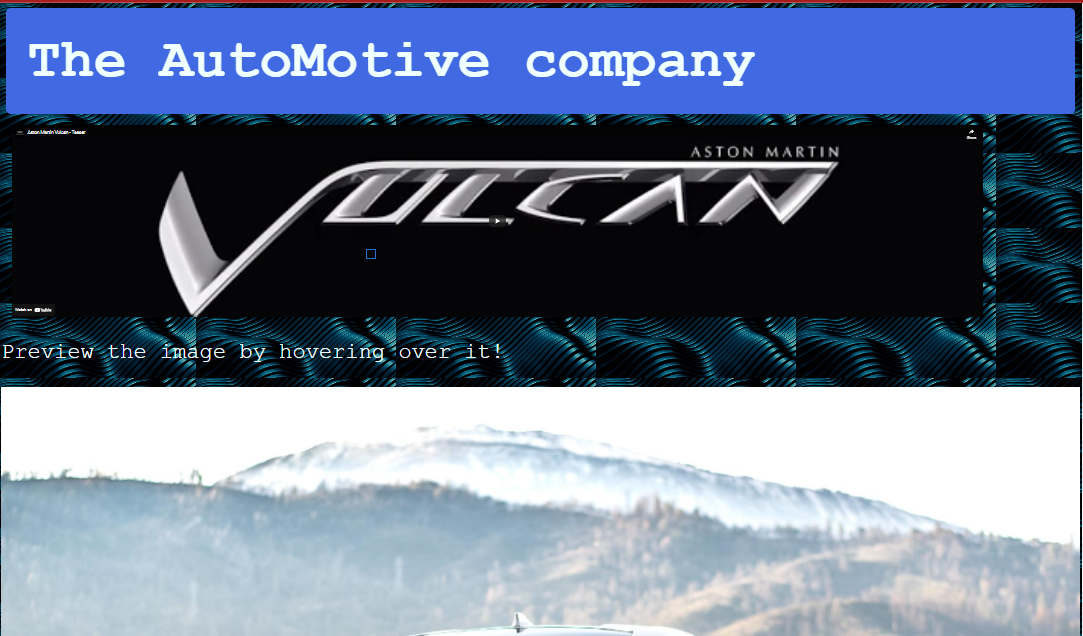 The AutoMotive company
Aston Martin Vulcan - Teaser
Share
ASTON MARTIN
VULCAN
Watch on YouTube
Preview the image by hovering over it!